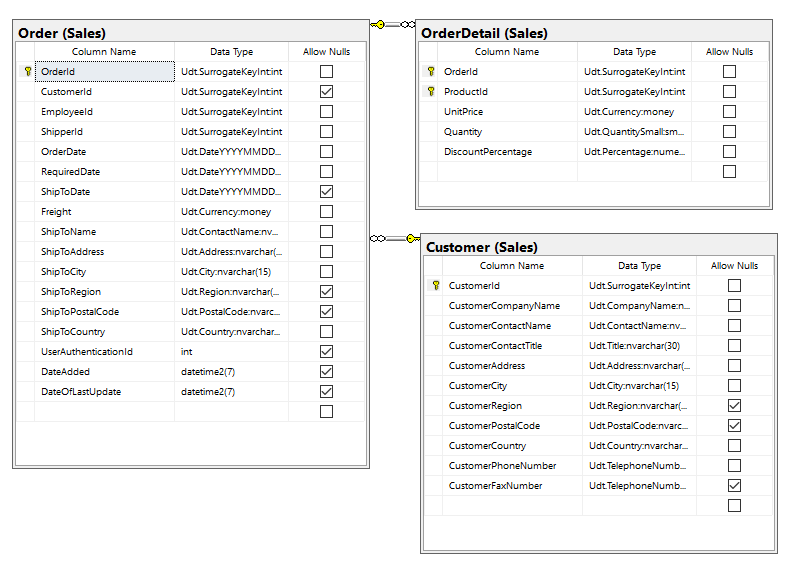 Order (Sales)
Column Name Data Type Allow Nulls
OrderId Udt.SurrogateKeyInt:int
CustomerId Udt.SurrogateKeyInt:int
EmployeeId Udt.SurrogateKeyInt:int
ShipperId Udt.SurrogateKeyInt:int
OrderDate Udt.DateYYYYMMDD...
RequiredDate Udt.DateYYYYMMDD...
ShipToDate Udt.DateYYYYMMDD...
Freight Udt.Currency:money
ShipToName Udt.ContactName:nv...
ShipToAddress Udt.Address:nvarchar(...
ShipToCity Udt.City:nvarchar(15)
ShipToRegion Udt.Region:nvarchar(...
ShipToPostalCode Udt.PostalCode:nvarc...
ShipToCountry Udt.Country:nvarchar...
UserAuthenticationId int
DateAdded datetime2(7)
DateOfLastUpdate datetime2(7)
OrderDetail (Sales)
Column Name Data Type Allow Nulls
OrderId Udt.SurrogateKeyInt:int
ProductId Udt.SurrogateKeyInt:int
UnitPrice Udt.Currency:money
Quantity Udt.QuantitySmall:sm...
DiscountPercentage Udt.Percentage:nume...
Customer (Sales)
Column Name Data Type Allow Nulls
CustomerId Udt.SurrogateKeyInt:int
CustomerCompanyName Udt.CompanyName:n...
CustomerContactName Udt.ContactName:nv...
CustomerContactTitle Udt.Title:nvarchar(30)
CustomerAddress Udt.Address:nvarchar(...
CustomerCity Udt.City:nvarchar(15)
CustomerRegion Udt.Region:nvarchar(...
CustomerPostalCode Udt.PostalCode:nvarc...
CustomerCountry Udt.Country:nvarchar...
CustomerPhoneNumber Udt.TelephoneNumb...
CustomerFaxNumber Udt.TelephoneNumb...